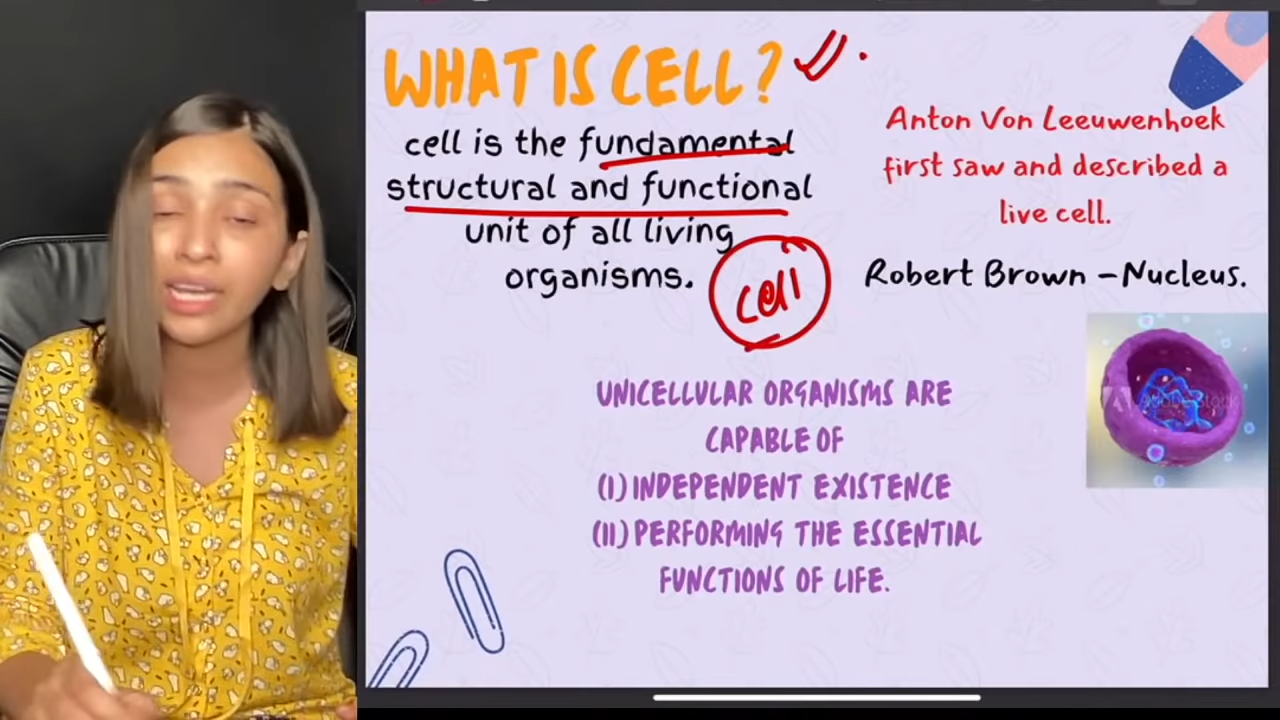 WHAT IS CELL?
cell is the fundamental
structural and functional
unit of all living
organisms.
cell
Anton Von Leeuwenhoek
first saw and described a
live cell.
Robert Brown – Nucleus.
UNICELLULAR ORGANISMS ARE
CAPABLE OF
(I) INDEPENDENT EXISTENCE
(II) PERFORMING THE ESSENTIAL
FUNCTIONS OF LIFE.